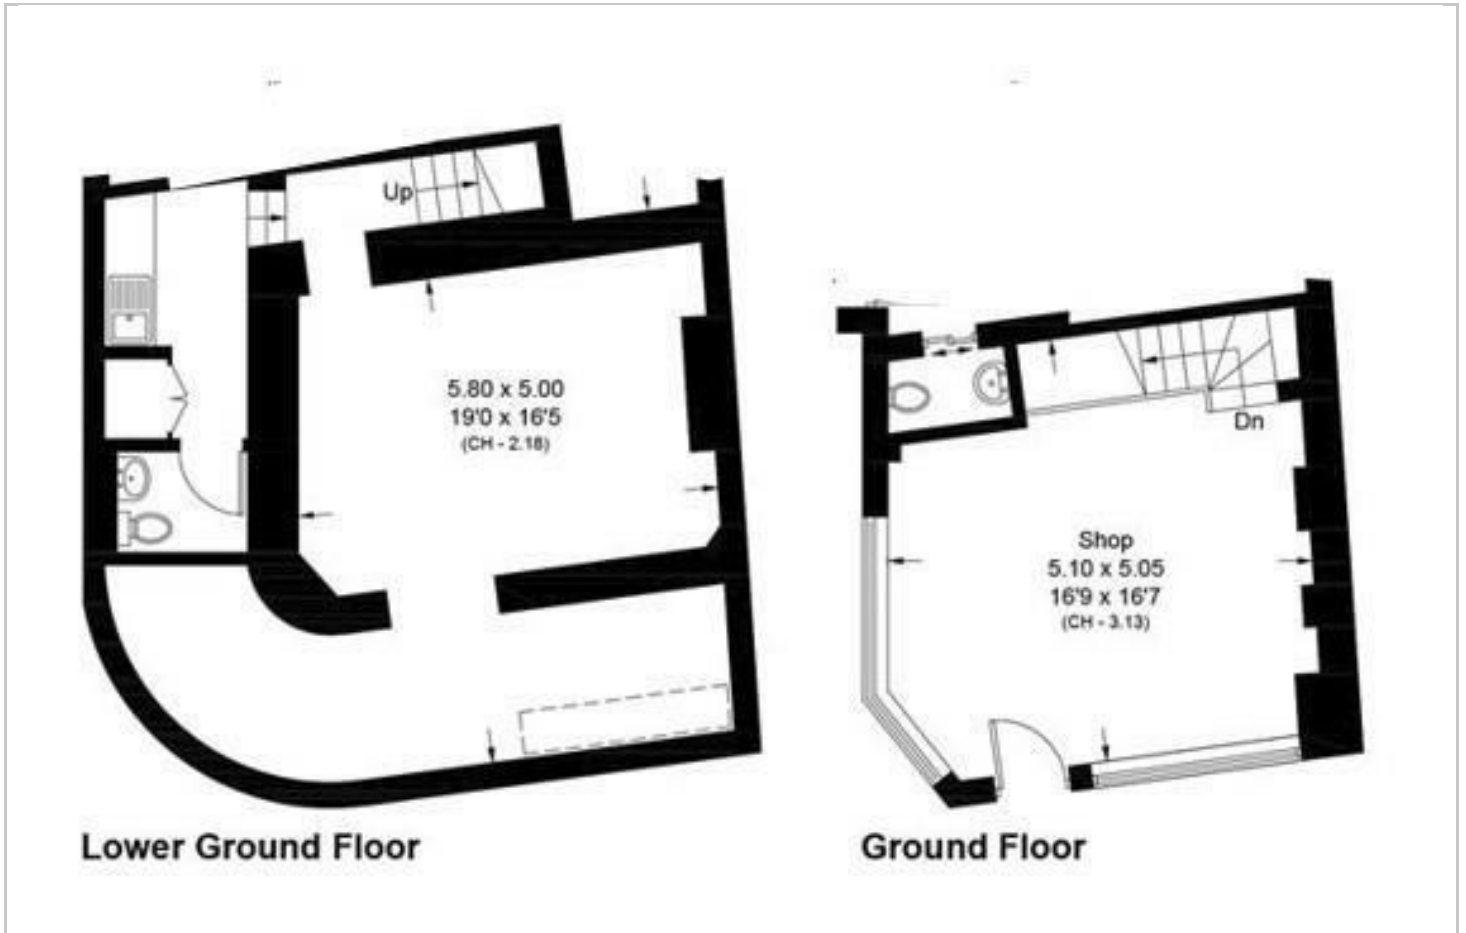 Up
5.80 x 5.00
19'0 x 16'5
(CH - 2.18)
Lower Ground Floor
Dn
Shop
5.10 x 5.05
16'9 x 16'7
(CH - 3.13)
Ground Floor